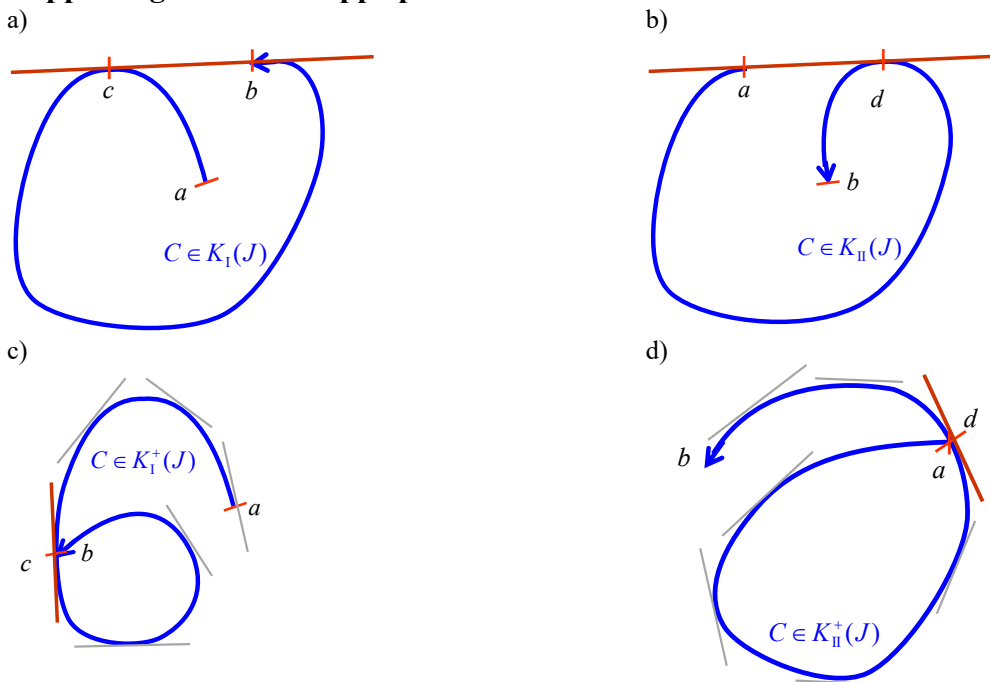 a)
b)
c
b
a
C ∈ K_I(J)
a
d
b
C ∈ K_II(J)
c)
d)
C ∈ K_I^+(J)
a
c
b
d
b
a
C ∈ K_II^+(J)